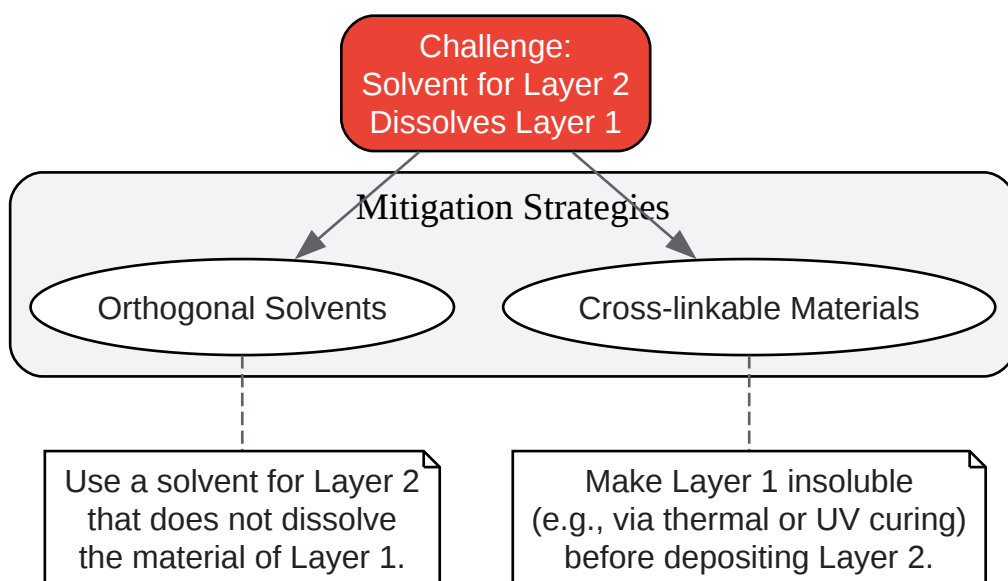 Challenge:
Solvent for Layer 2
Dissolves Layer 1
Mitigation Strategies
Orthogonal Solvents
Cross-linkable Materials
Use a solvent for Layer 2
that does not dissolve
the material of Layer 1.
Make Layer 1 insoluble
(e.g., via thermal or UV curing)
before depositing Layer 2.